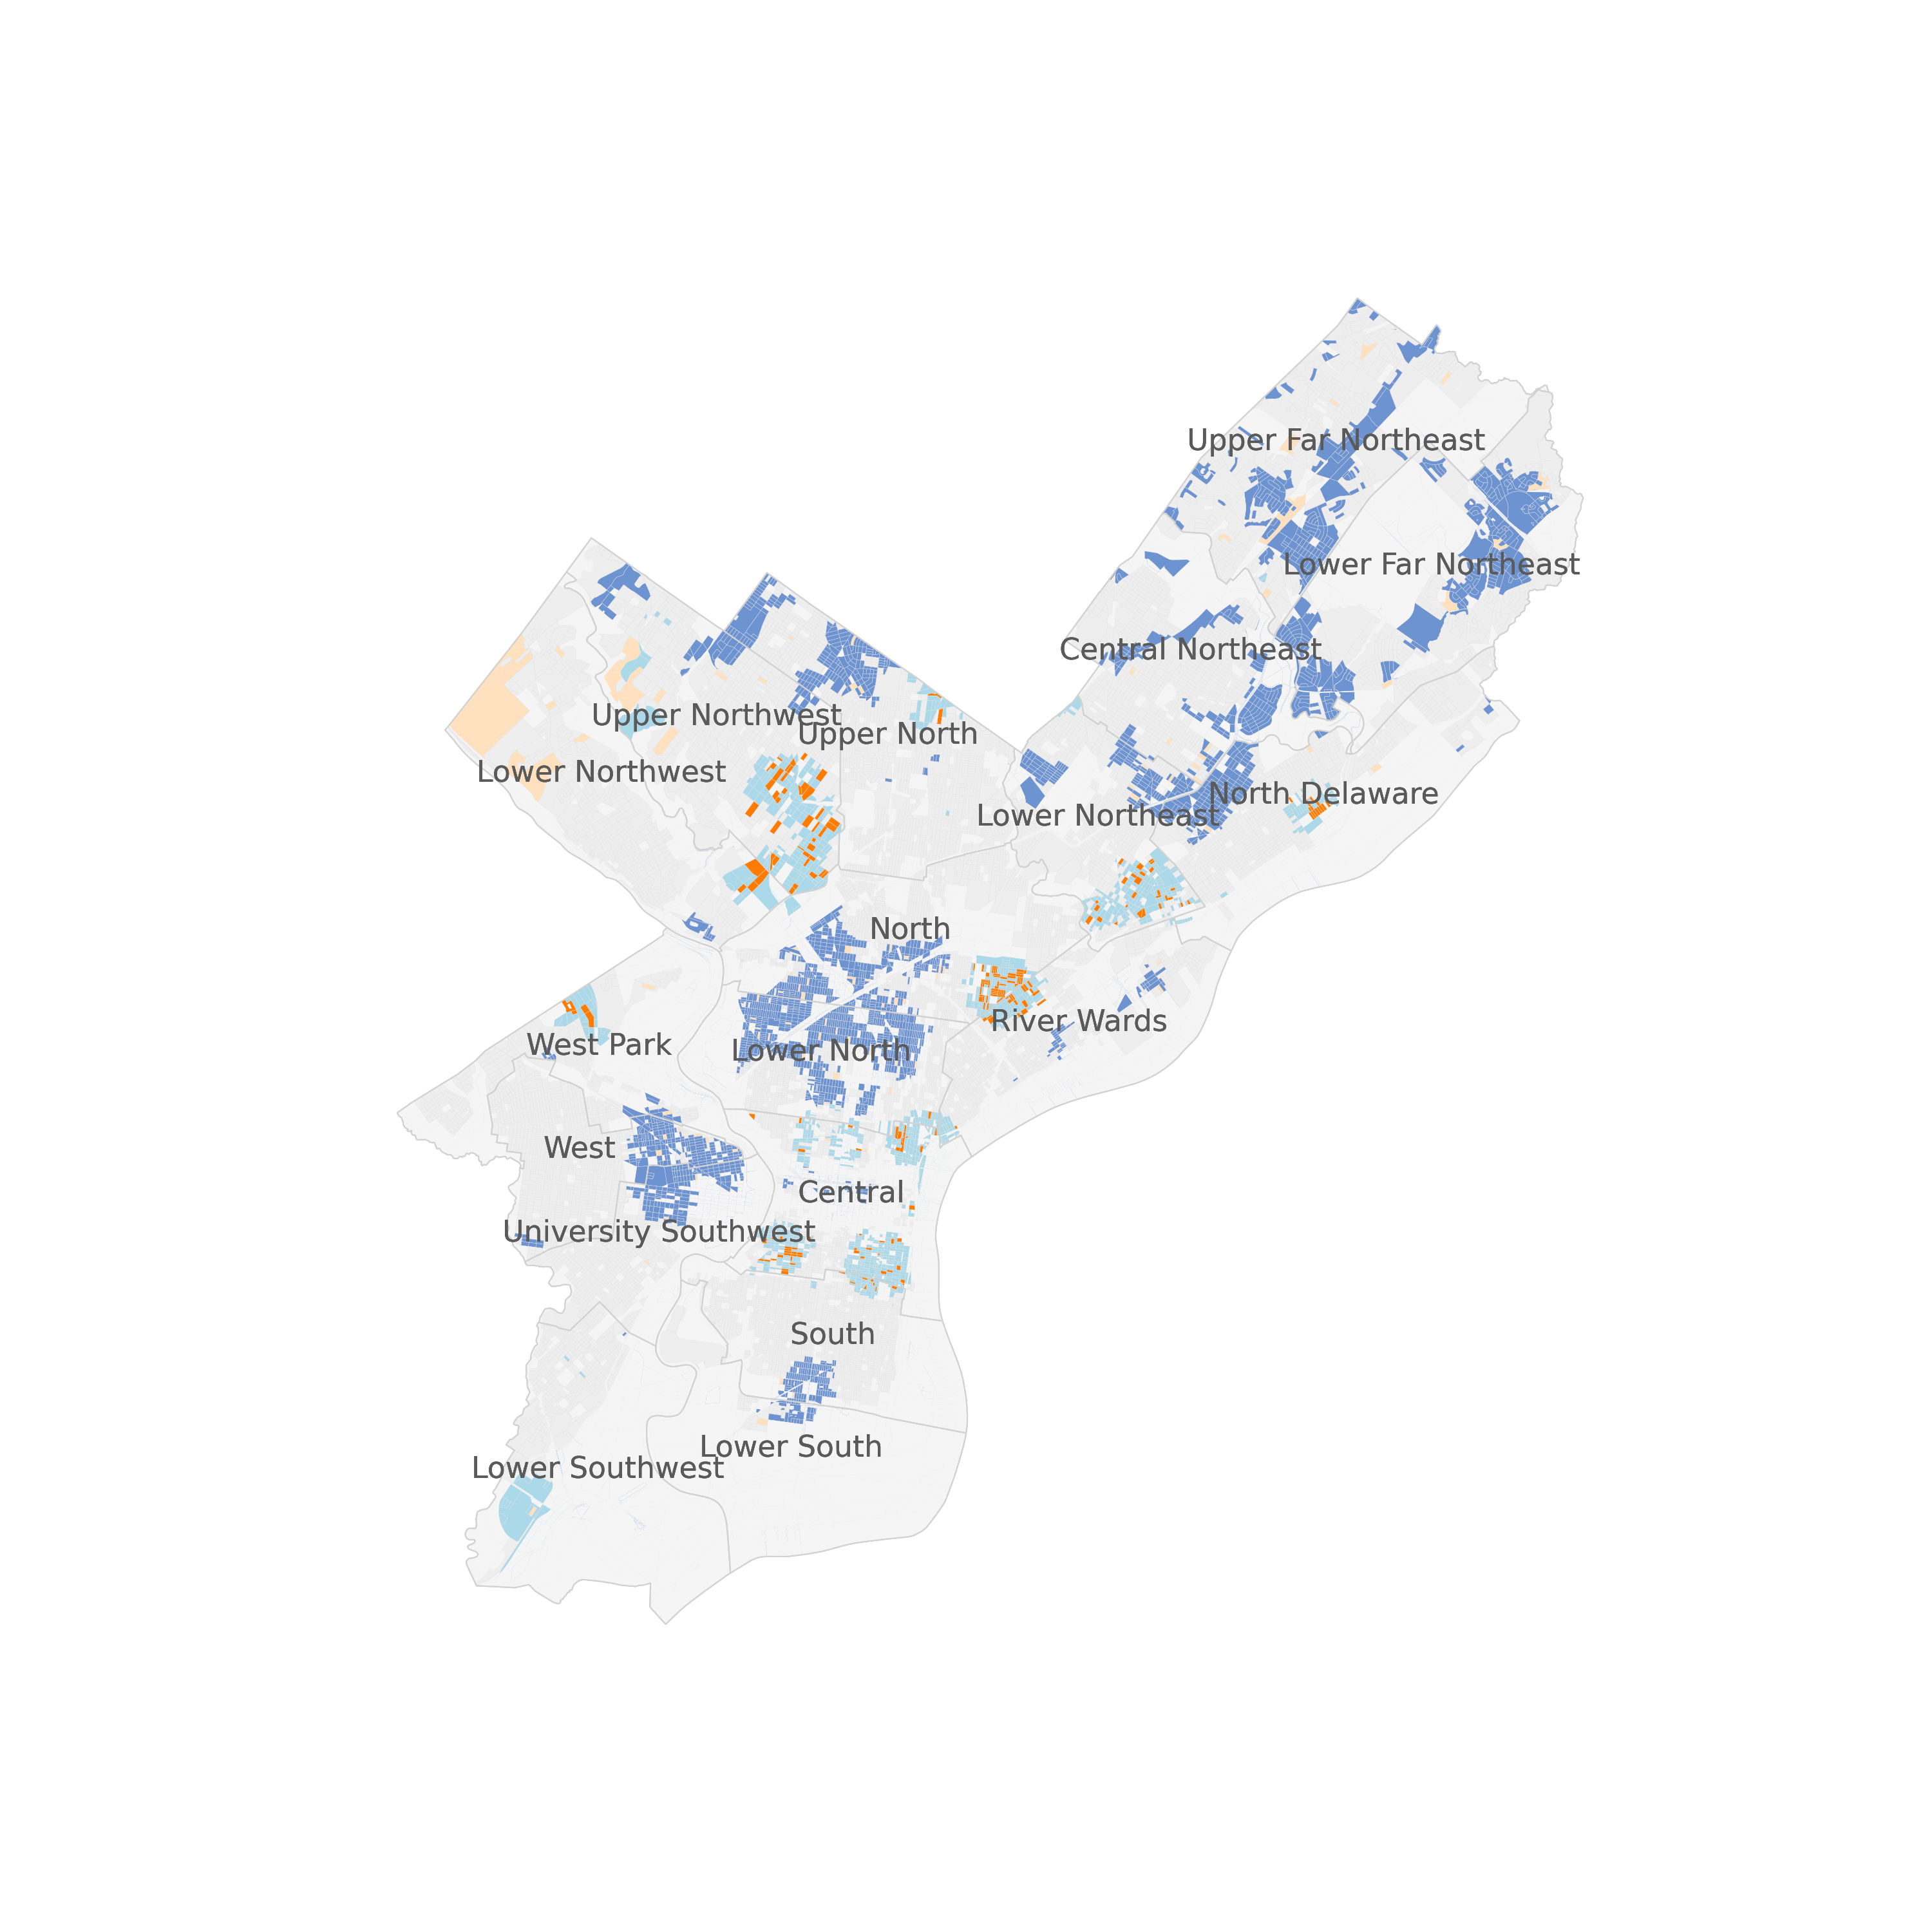 Upper Far Northeast
Lower Far Northeast
Central Northeast
Upper Northwest
Upper North
Lower Northwest
North Delaware
Lower Northeast
North
River Wards
West Park
Lower North
West
Central
University Southwest
South
Lower South
Lower Southwest